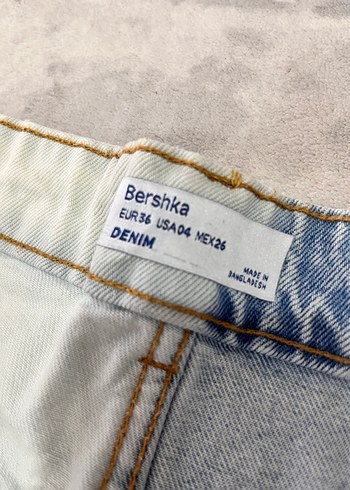 Bershka
EUR36 USA04 MEX26
DENIM
MADE IN
BANGLADESH